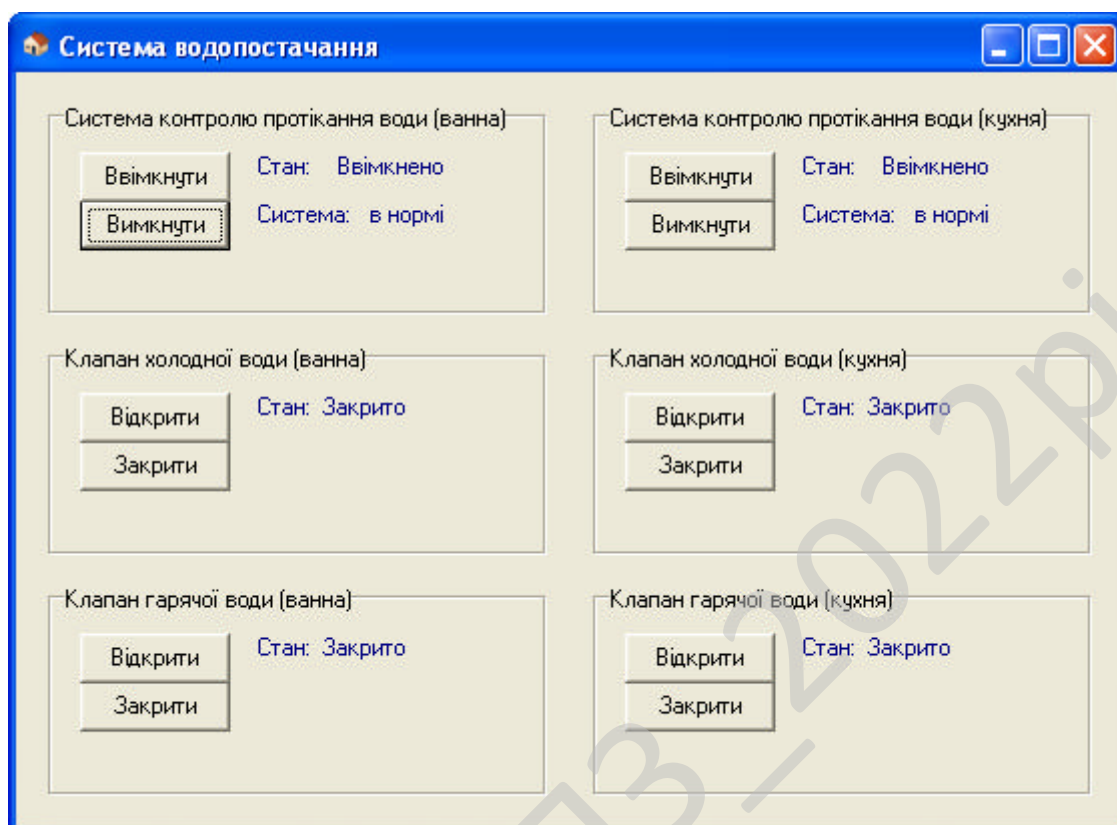 Система водопостачання
Система контролю протікання води (ванна)
Ввімкнути
Стан: Ввімкнено
Вимкнути
Система: в нормі
Система контролю протікання води (кухня)
Ввімкнути
Стан: Ввімкнено
Вимкнути
Система: в нормі
Клапан холодної води (ванна)
Відкрити
Стан: Закрито
Закрити
Клапан холодної води (кухня)
Відкрити
Стан: Закрито
Закрити
Клапан гарячої води (ванна)
Відкрити
Стан: Закрито
Закрити
Клапан гарячої води (кухня)
Відкрити
Стан: Закрито
Закрити